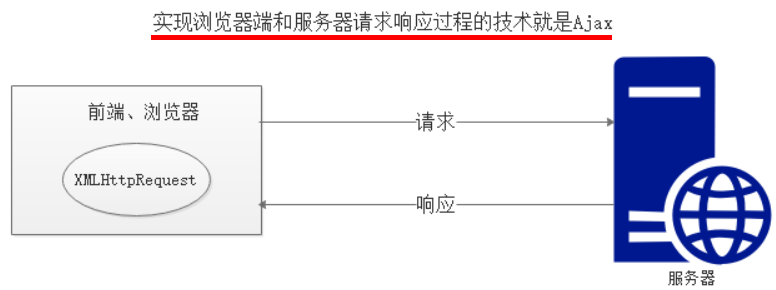 实现浏览器端和服务器请求响应过程的技术就是Ajax
前端、浏览器
XMLHttpRequest
请求
响应
服务器